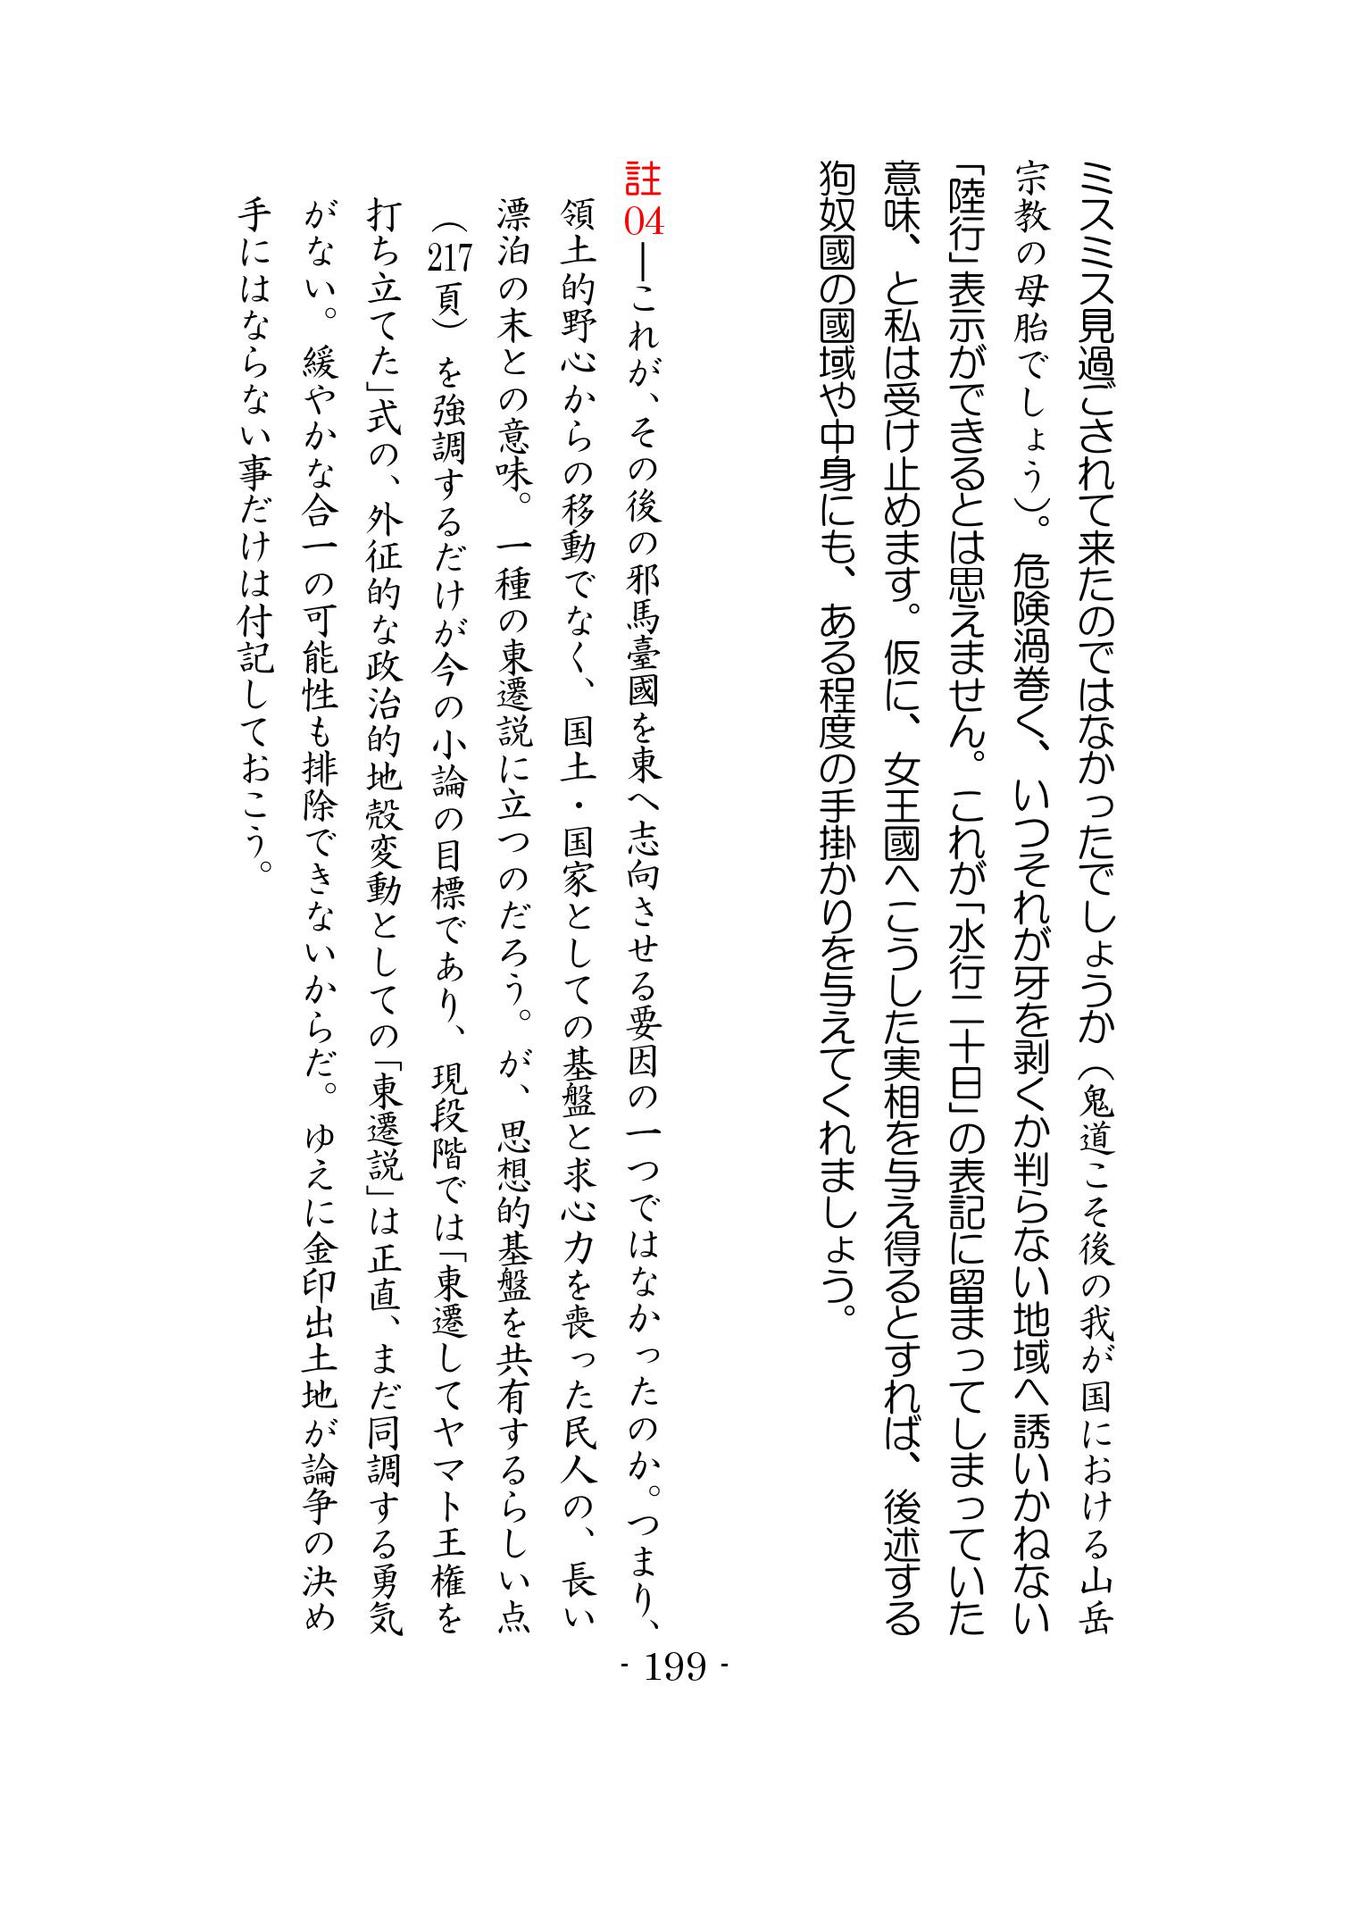 ミスミス見過ごされて来たのではなかったでしょうか（鬼道こそ後の我が国における山岳
宗教の母胎でしょう）。危険渦巻く、いつそれが牙を剥くか判らない地域へ誘いかねない
「陸行」表示ができるとは思えません。これが「水行二十日」の表記に留まってしまっていた
意味、と私は受け止めます。仮に、女王國へこうした実相を与え得るとすれば、後述する
狗奴國の國域や中身にも、ある程度の手掛かりを与えてくれましょう。
註04―これが、その後の邪馬臺國を東へ志向させる要因の一つではなかったのか。つまり、
領土的野心からの移動でなく、国土・国家としての基盤と求心力を喪った民人の、長い
漂泊の末との意味。一種の東遷説に立つのだろう。が、思想的基盤を共有するらしい点
（217頁）を強調するだけが今の小論の目標であり、現段階では「東遷してヤマト王権を
打ち立てた」式の、外征的な政治的地殻変動としての「東遷説」は正直、まだ同調する勇気
がない。緩やかな合一の可能性も排除できないからだ。ゆえに金印出土地が論争の決め
手にはならない事だけは付記しておこう。
- 199 -